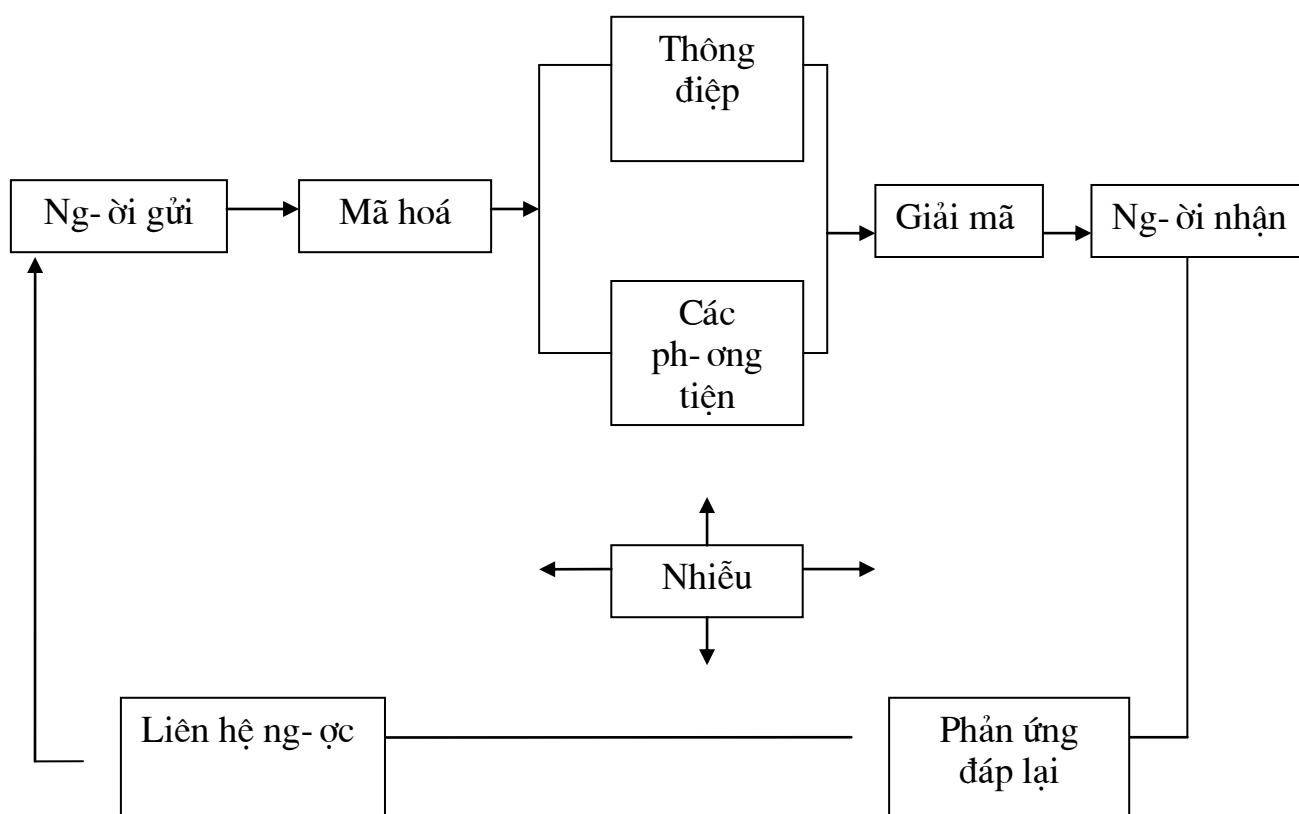 Thông
điệp
Ng- ời gửi
Mã hoá
Giải mã
Ng- ời nhận
Các
ph- ơng
tiện
Nhiễu
Liên hệ ng- ợc
Phản ứng
đáp lại